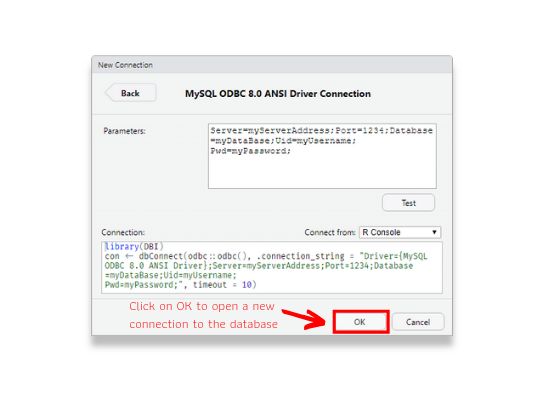 New Connection
Back
MySQL ODBC 8.0 ANSI Driver Connection
Parameters:
Server=myServerAddress;Port=1234;Database
=myDataBase;Uid=myUsername;
Pwd=myPassword;
Test
Connection:
Connect from: R Console
library(DBI)
con <- dbConnect(odbc::odbc(), .connection_string = "Driver={MySQL
ODBC 8.0 ANSI Driver};Server=myServerAddress;Port=1234;Database
=myDataBase;Uid=myUsername;
Pwd=myPassword;", timeout = 10)
Click on OK to open a new
connection to the database
OK
Cancel